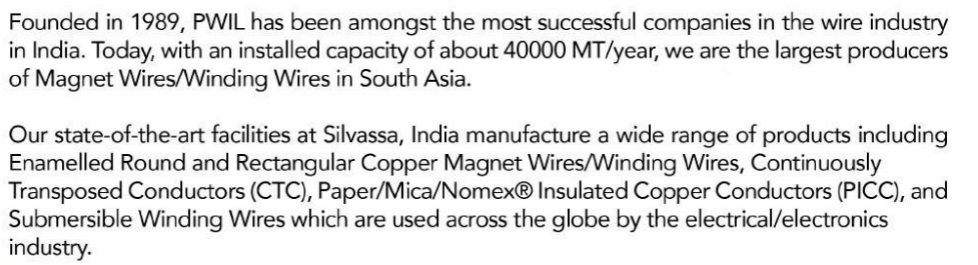 Founded in 1989, PWIL has been amongst the most successful companies in the wire industry
in India. Today, with an installed capacity of about 40000 MT/year, we are the largest producers
of Magnet Wires/Winding Wires in South Asia.
Our state-of-the-art facilities at Silvassa, India manufacture a wide range of products including
Enamelled Round and Rectangular Copper Magnet Wires/Winding Wires, Continuously
Transposed Conductors (CTC), Paper/Mica/Nomex® Insulated Copper Conductors (PICC), and
Submersible Winding Wires which are used across the globe by the electrical/electronics
industry.